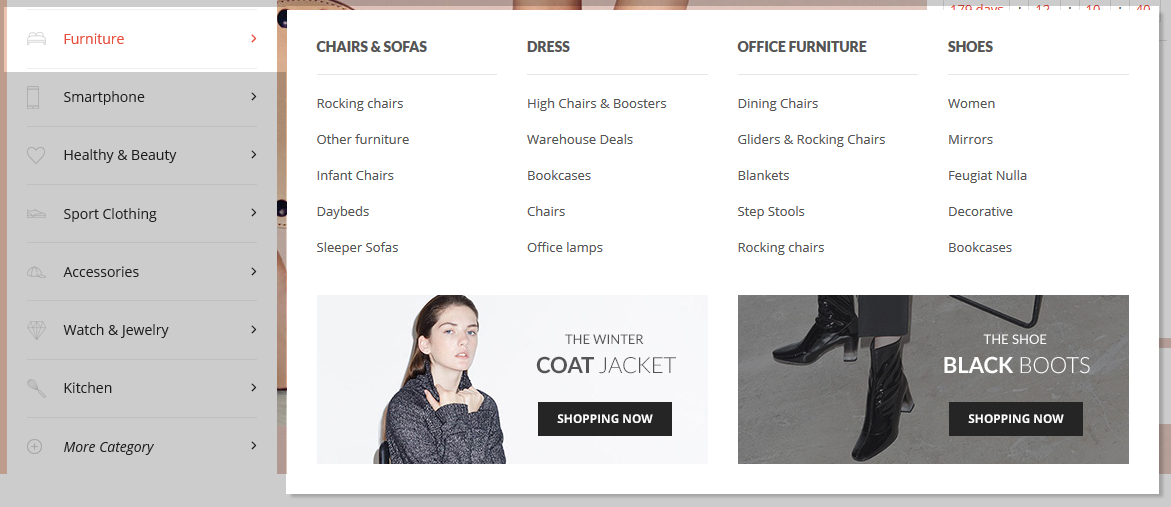 179 days : 12 : 10 : 40
Furniture
Smartphone
Healthy & Beauty
Sport Clothing
Accessories
Watch & Jewelry
Kitchen
More Category
CHAIRS & SOFAS
Rocking chairs
Other furniture
Infant Chairs
Daybeds
Sleeper Sofas
DRESS
High Chairs & Boosters
Warehouse Deals
Bookcases
Chairs
Office lamps
OFFICE FURNITURE
Dining Chairs
Gliders & Rocking Chairs
Blankets
Step Stools
Rocking chairs
SHOES
Women
Mirrors
Feugiat Nulla
Decorative
Bookcases
THE WINTER
COAT JACKET
SHOPPING NOW
THE SHOE
BLACK BOOTS
SHOPPING NOW